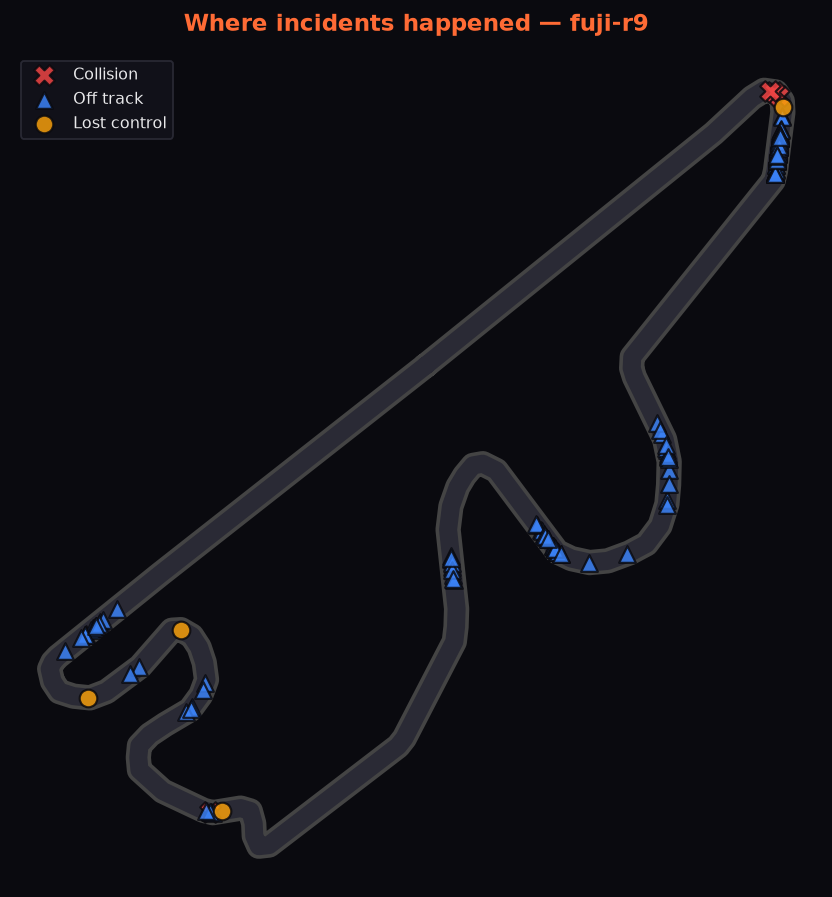 Where incidents happened — fuji-r9
Collision
Off track
Lost control